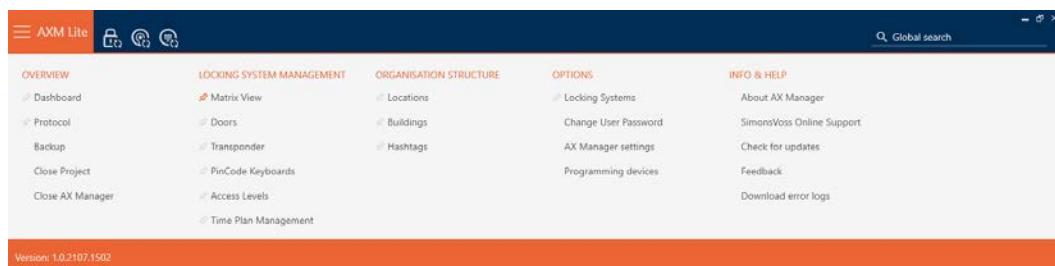 AXM Lite
Global search
OVERVIEW
Dashboard
Protocol
Backup
Close Project
Close AX Manager
LOCKING SYSTEM MANAGEMENT
Matrix View
Doors
Transponder
PinCode Keyboards
Access Levels
Time Plan Management
ORGANISATION STRUCTURE
Locations
Buildings
Hashtags
OPTIONS
Locking Systems
Change User Password
AX Manager settings
Programming devices
INFO & HELP
About AX Manager
SimonsVoss Online Support
Check for updates
Feedback
Download error logs
Version: 1.0.2107.1502